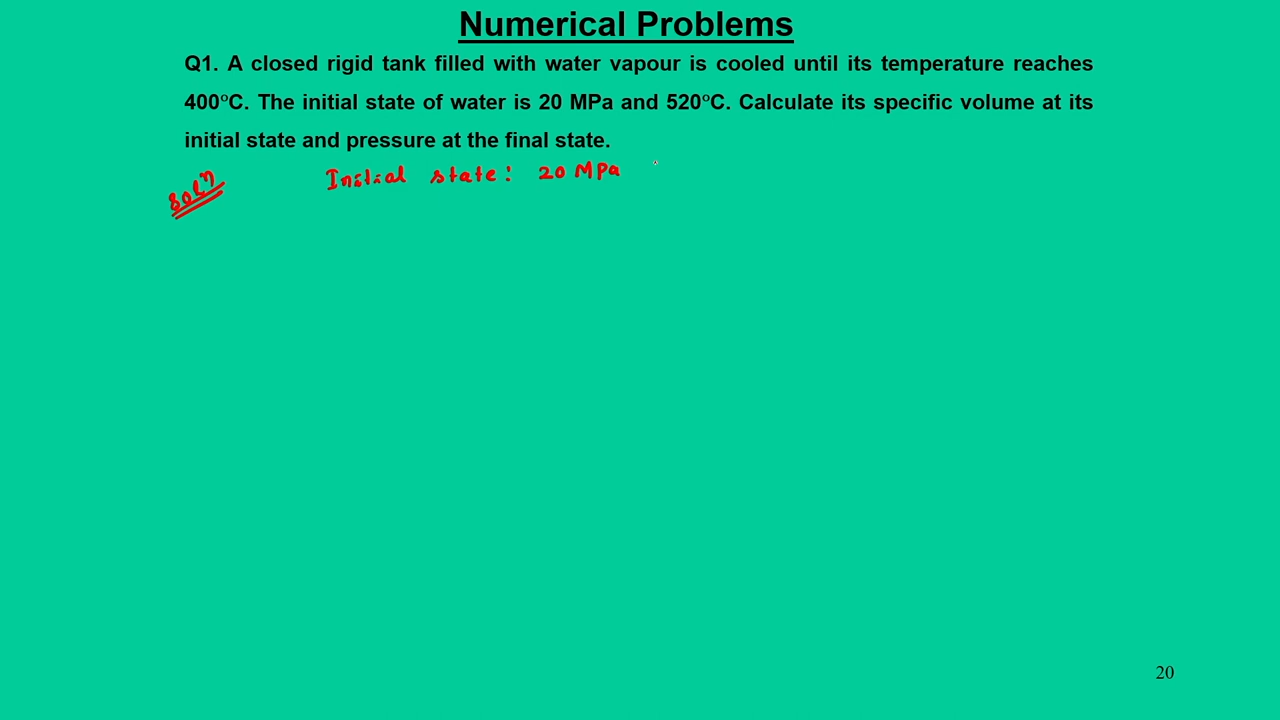 Numerical Problems
Q1. A closed rigid tank filled with water vapour is cooled until its temperature reaches
400°C. The initial state of water is 20 MPa and 520°C. Calculate its specific volume at its
initial state and pressure at the final state.
Initial state: 20 MPa
Solη
20